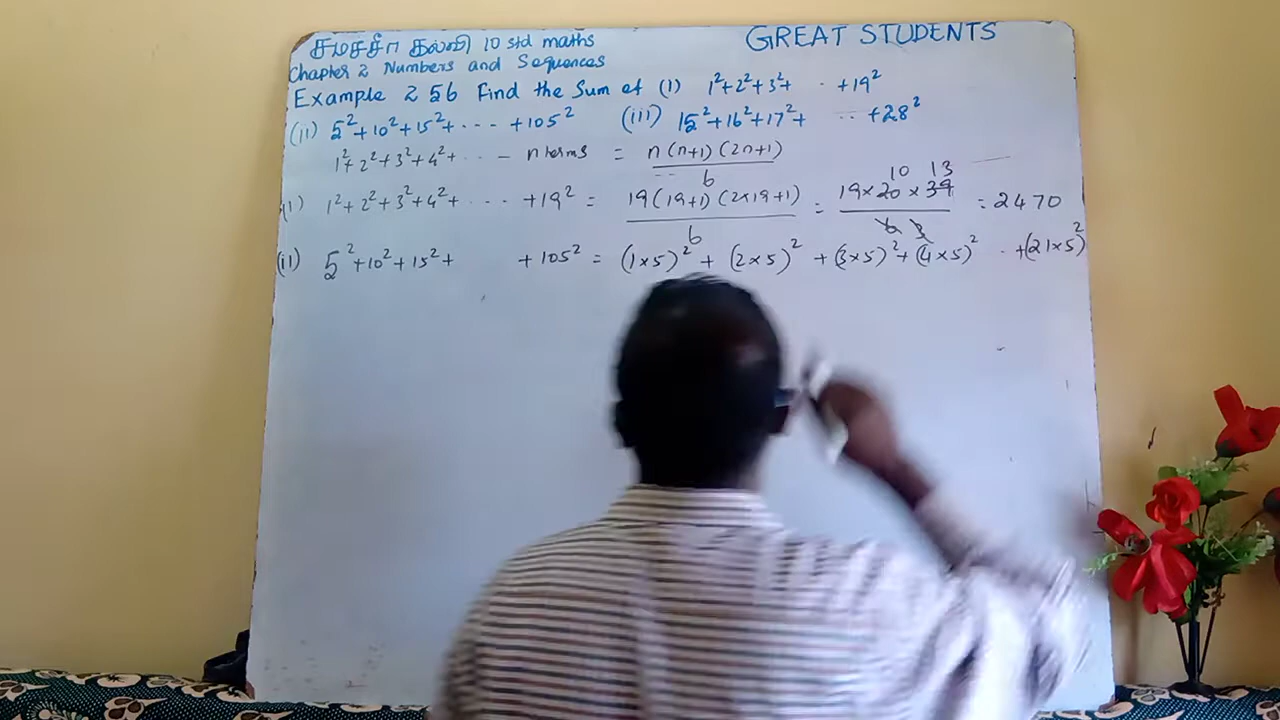 சமச்சீர் கல்வி 10 std maths
GREAT STUDENTS
Chapter 2 Numbers and Sequences
Example 2 56 Find the Sum of (i) 1²+2²+3²+ .. +19²
(ii) 5²+10²+15²+ .... +105² (iii) 15²+16²+17²+ ... +28²
1²+2²+3²+4²+ ... n terms = n(n+1)(2n+1)/6
(i) 1²+2²+3²+4²+ .... +19² = 19(19+1)(2×19+1)/6 = 19×20×39/6 10 13 3 = 2470
(ii) 5²+10²+15²+ +105² = (1×5)²+(2×5)²+(3×5)²+(4×5)² .. +(21×5)²